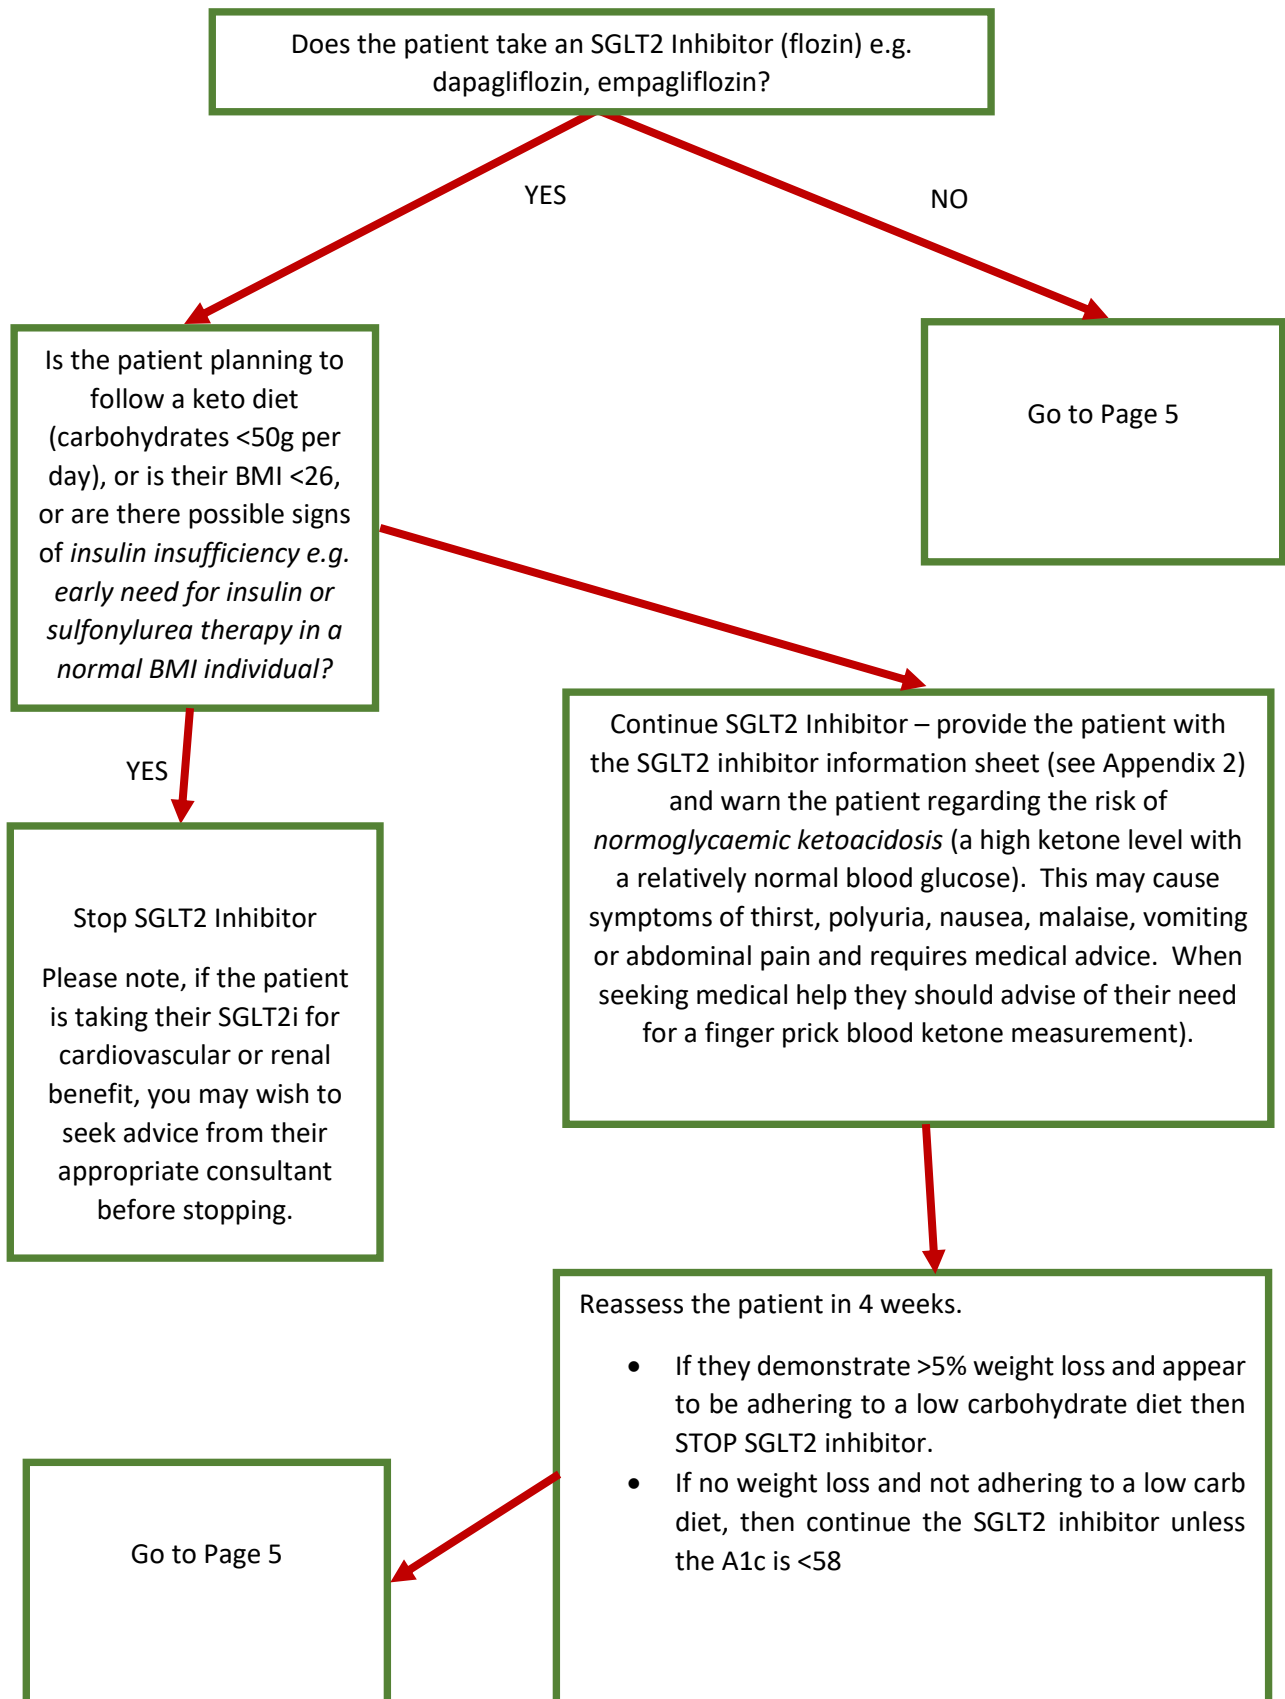 Does the patient take an SGLT2 Inhibitor (flozin) e.g.
dapagliflozin, empagliflozin?
YES
NO
Is the patient planning to
follow a keto diet
(carbohydrates <50g per
day), or is their BMI <26,
or are there possible signs
of insulin insufficiency e.g.
early need for insulin or
sulfonylurea therapy in a
normal BMI individual?
Go to Page 5
YES
Stop SGLT2 Inhibitor
Please note, if the patient
is taking their SGLT2i for
cardiovascular or renal
benefit, you may wish to
seek advice from their
appropriate consultant
before stopping.
Continue SGLT2 Inhibitor – provide the patient with
the SGLT2 inhibitor information sheet (see Appendix 2)
and warn the patient regarding the risk of
normoglycaemic ketoacidosis (a high ketone level with
a relatively normal blood glucose). This may cause
symptoms of thirst, polyuria, nausea, malaise, vomiting
or abdominal pain and requires medical advice. When
seeking medical help they should advise of their need
for a finger prick blood ketone measurement).
Reassess the patient in 4 weeks.
• If they demonstrate >5% weight loss and appear
to be adhering to a low carbohydrate diet then
STOP SGLT2 inhibitor.
• If no weight loss and not adhering to a low carb
diet, then continue the SGLT2 inhibitor unless
the A1c is <58
Go to Page 5